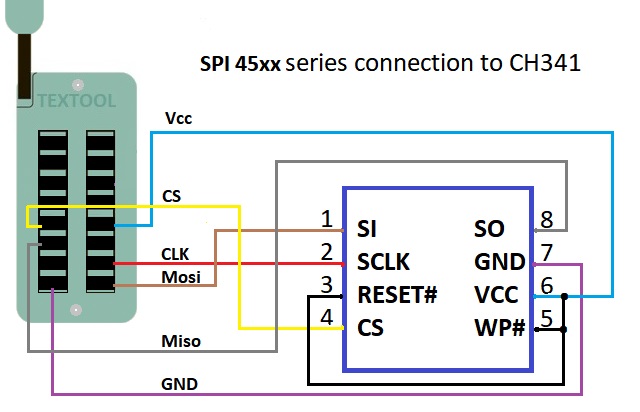 SPI 45xx series connection to CH341
TEXTOOL
Vcc
CS
CLK
Mosi
Miso
GND
1 SI SO 8
2 SCLK GND 7
3 RESET# VCC 6
4 CS WP# 5